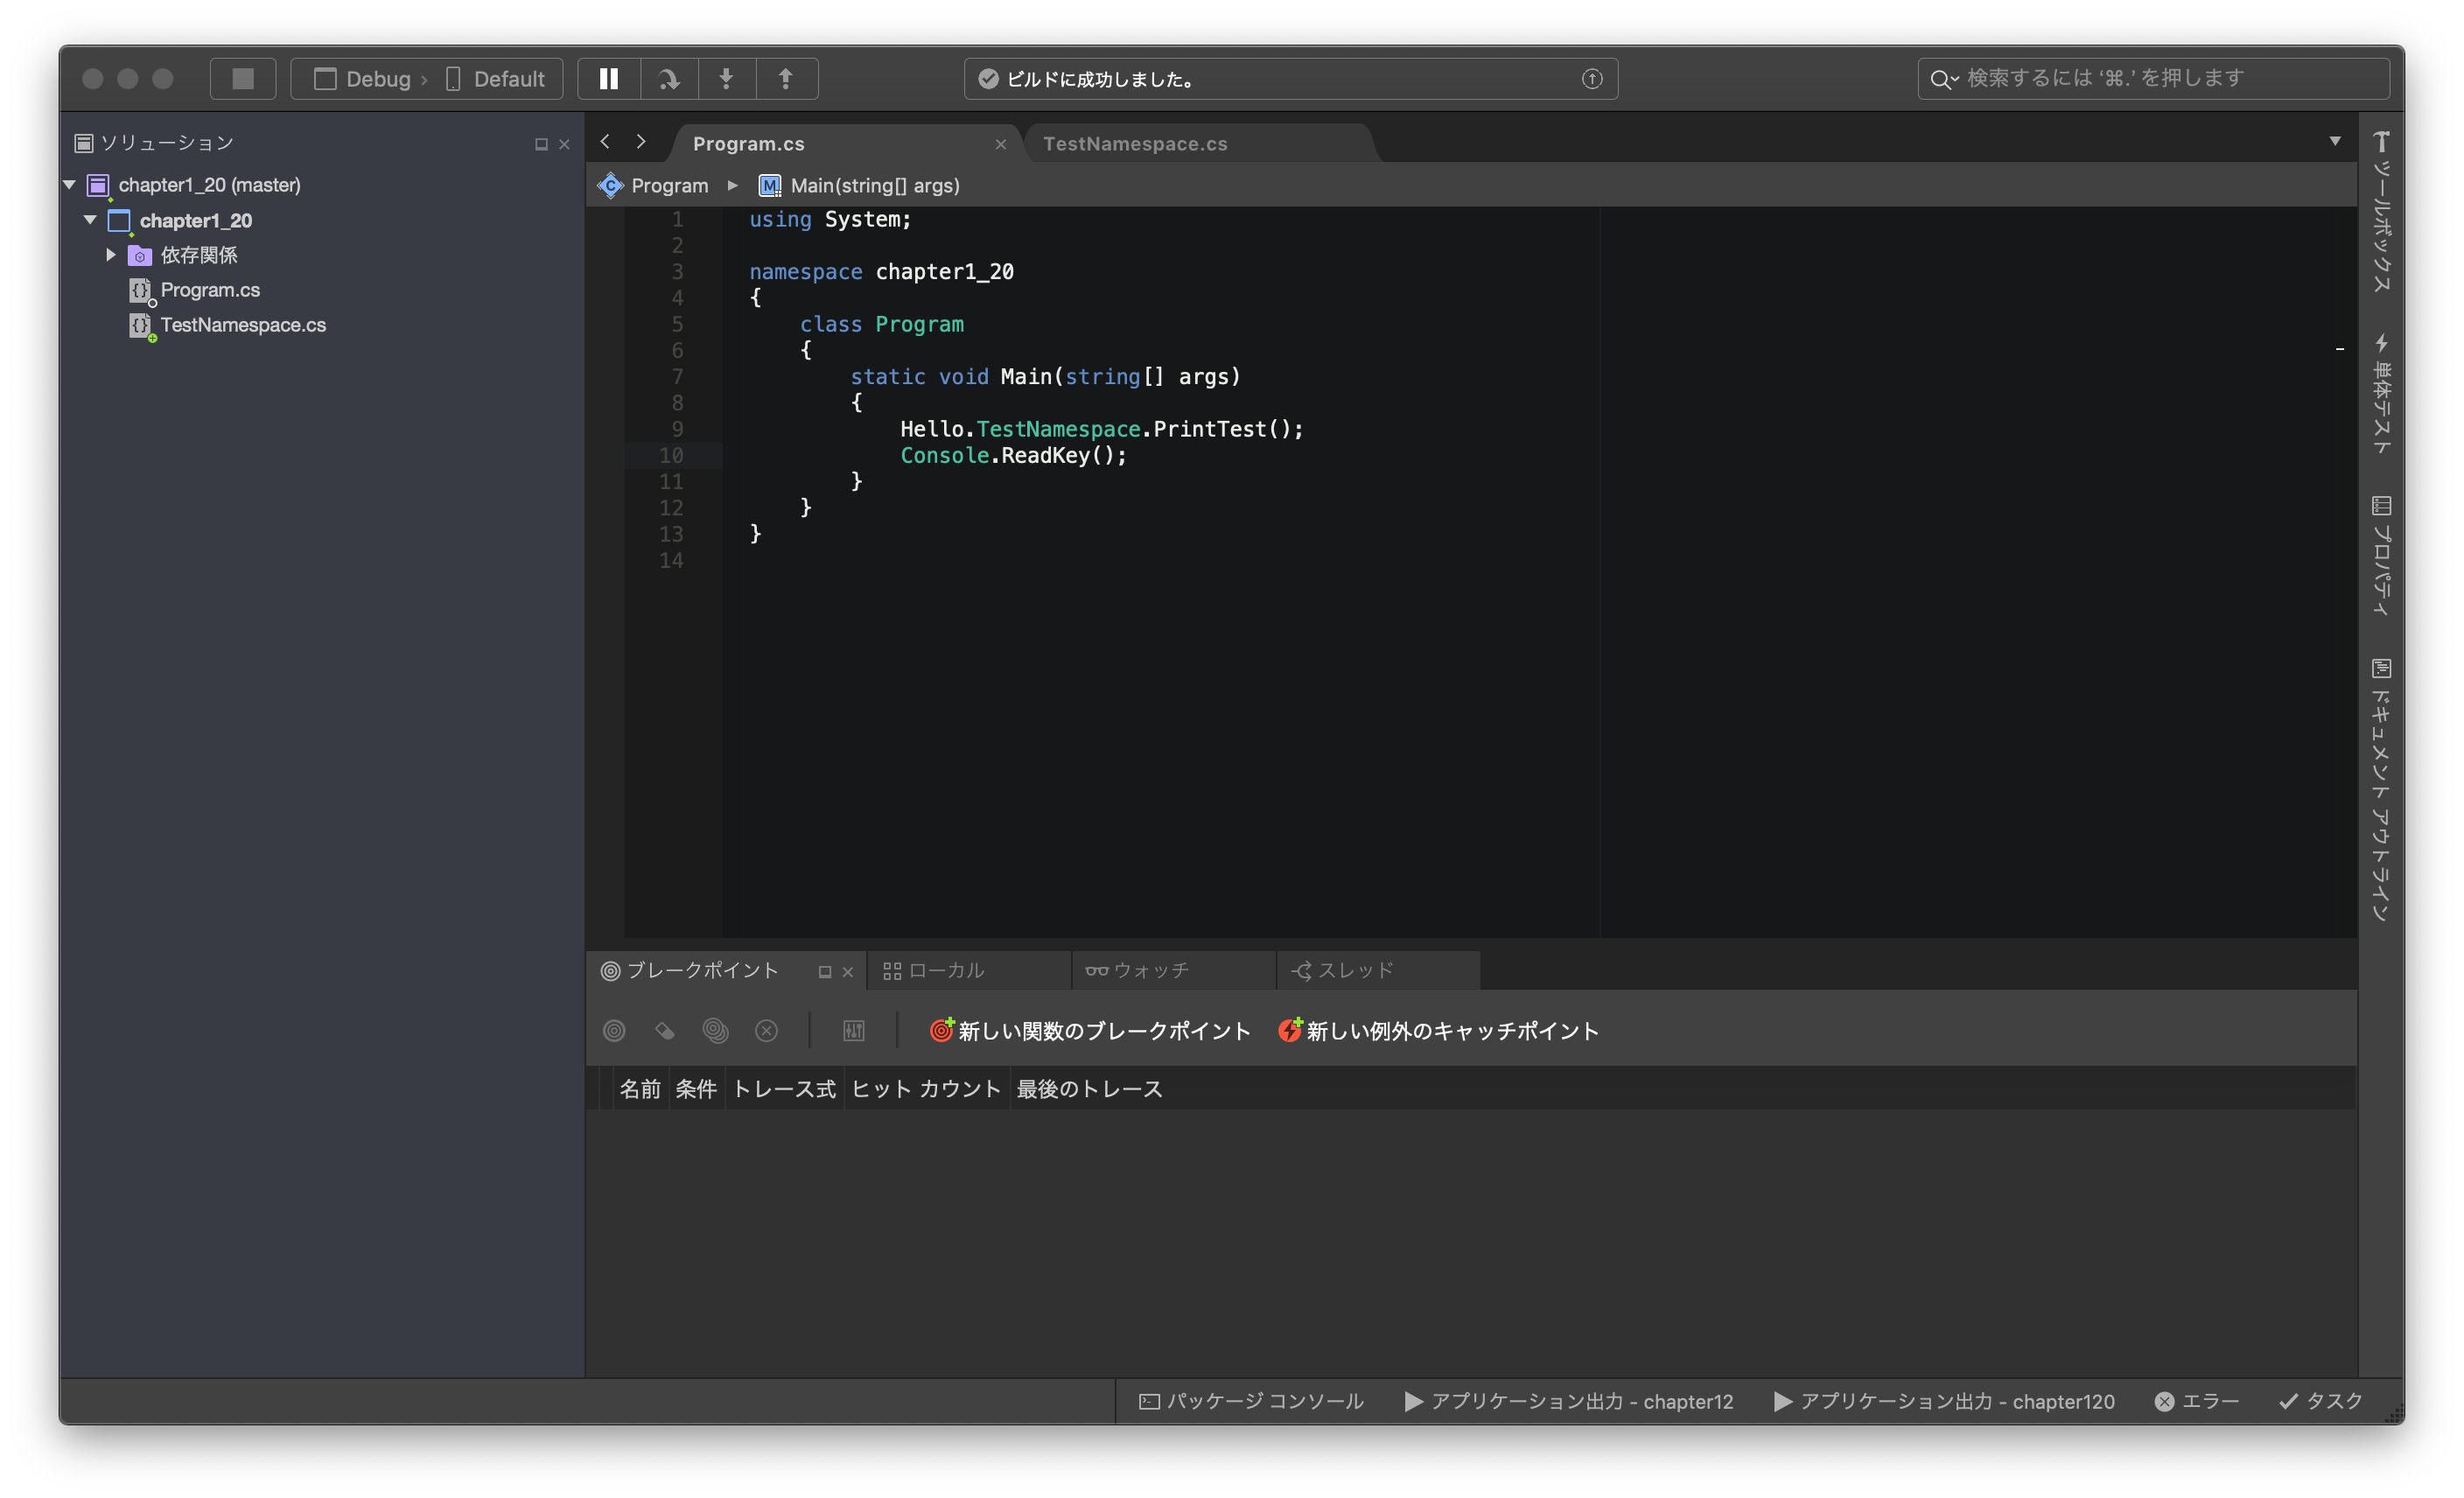 Debug › Default
ビルドに成功しました。
検索するには ‘⌘.’ を押します
ソリューション
chapter1_20 (master)
chapter1_20
依存関係
Program.cs
TestNamespace.cs
Program.cs
TestNamespace.cs
Program ▶ Main(string[] args)
1 using System;
2
3 namespace chapter1_20
4 {
5 class Program
6 {
7 static void Main(string[] args)
8 {
9 Hello.TestNamespace.PrintTest();
10 Console.ReadKey();
11 }
12 }
13 }
14
ツールボックス
単体テスト
プロパティ
ドキュメント アウトライン
ブレークポイント
ローカル
ウォッチ
スレッド
新しい関数のブレークポイント
新しい例外のキャッチポイント
名前 条件 トレース式 ヒット カウント 最後のトレース
パッケージ コンソール
アプリケーション出力 - chapter12
アプリケーション出力 - chapter120
エラー
タスク